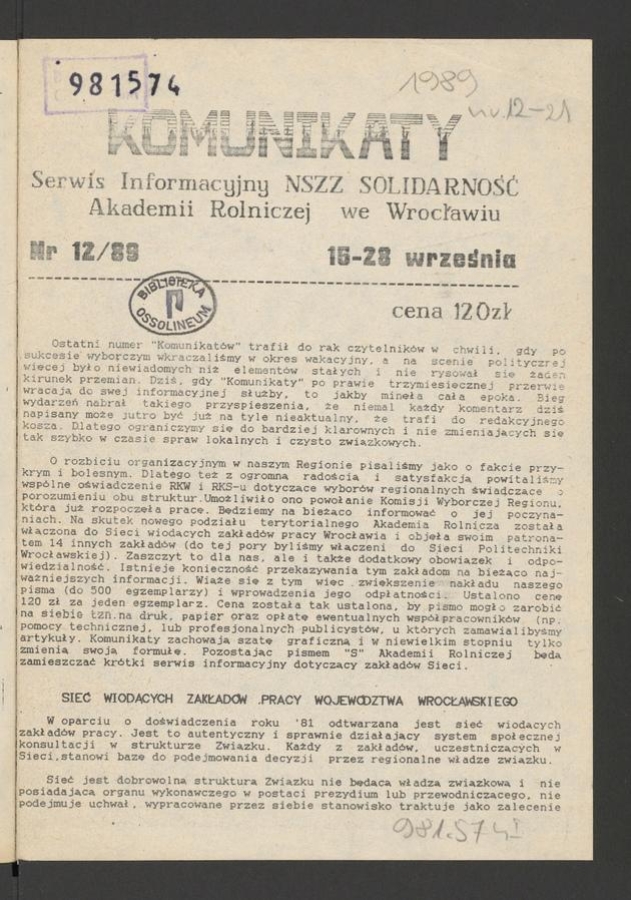 981574
1989
nr. 12-21
KOMUNIKATY
Serwis Informacyjny NSZZ SOLIDARNOŚĆ
Akademii Rolniczej we Wrocławiu
Nr 12/89 15-28 września
BIBLIOTEKA
OSSOLINEUM
cena 120zł
Ostatni numer "Komunikatów" trafił do rak czytelników w chwili, gdy po
sukcesie wyborczym wkraczaliśmy w okres wakacyjny, a na scenie politycznej
więcej było niewiadomych niż elementów stałych i nie rysował się żaden
kierunek przemian. Dziś, gdy "Komunikaty" po prawie trzymiesięcznej przerwie
wracają do swej informacyjnej służby, to jakby minęła cała epoka. Bieg
wydarzeń nabrał takiego przyspieszenia, że niemal każdy komentarz dziś
napisany może jutro być już na tyle nieaktualny, że trafi do redakcyjnego
kosza. Dlatego ograniczymy się do bardziej klarownych i nie zmieniających się
tak szybko w czasie spraw lokalnych i czysto związkowych.
O rozbiciu organizacyjnym w naszym Regionie pisaliśmy jako o fakcie przy-
krym i bolesnym. Dlatego też z ogromna radością i satysfakcją powitaliśmy
wspólne oświadczenie RKW i RKS-u dotyczące wyborów regionalnych świadczące o
porozumieniu obu struktur.Umożliwiło ono powołanie Komisji Wyborczej Regionu,
która już rozpoczęła prace. Będziemy na bieżąco informować o jej poczyna-
niach. Na skutek nowego podziału terytorialnego Akademia Rolnicza została
włączona do Sieci wiodących zakładów pracy Wrocławia i objęła swoim patrona-
tem 14 innych zakładów (do tej pory byliśmy włączeni do Sieci Politechniki
Wrocławskiej). Zaszczyt to dla nas, ale i także dodatkowy obowiązek i odpo-
wiedzialność. Istnieje konieczność przekazywania tym zakładom na bieżąco naj-
ważniejszych informacji. Wiąże się z tym więc zwiększenie nakładu naszego
pisma (do 500 egzemplarzy) i wprowadzenia jego odpłatności. Ustalono cenę
120 zł za jeden egzemplarz. Cena została tak ustalona, by pismo mogło zarobić
na siebie tzn.na druk, papier oraz opłatę ewentualnych współpracowników (np.
pomocy technicznej, lub profesjonalnych publicystów, u których zamawialibyśmy
artykuły. Komunikaty zachowają szatę graficzną i w niewielkim stopniu tylko
zmienią swoją formułę. Pozostając pismem "S" Akademii Rolniczej będą
zamieszczać krótki serwis informacyjny dotyczący zakładów Sieci.
SIEĆ WIODĄCYCH ZAKŁADÓW PRACY WOJEWÓDZTWA WROCŁAWSKIEGO
W oparciu o doświadczenia roku '81 odtwarzana jest sieć wiodących
zakładów pracy. Jest to autentyczny i sprawnie działający system społecznej
konsultacji w strukturze Związku. Każdy z zakładów, uczestniczących w
Sieci,stanowi bazę do podejmowania decyzji przez regionalne władze związku.
Sieć jest dobrowolna struktura Związku nie będąca władzą związkową i nie
posiadająca organu wykonawczego w postaci prezydium lub przewodniczącego, nie
podejmuje uchwał, wypracowane przez siebie stanowisko traktuje jako zalecenie
981.574 I